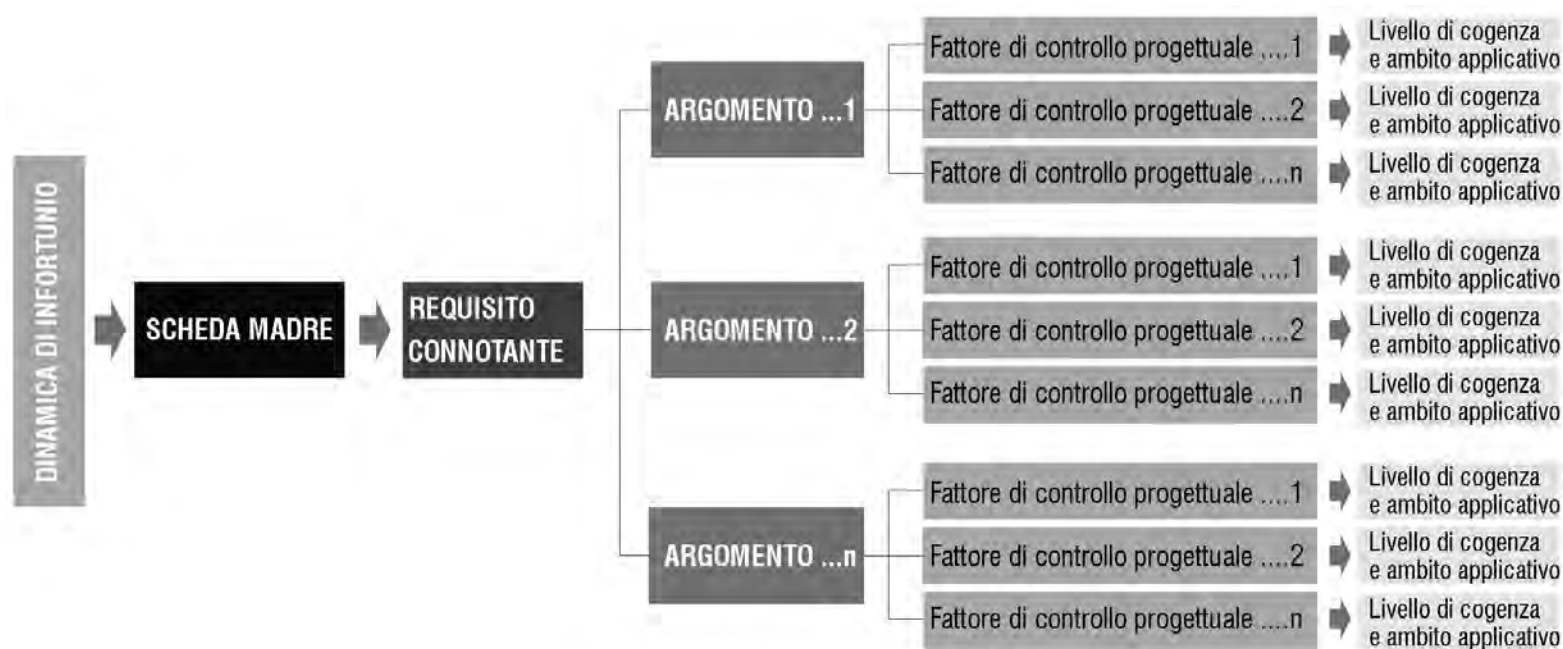 DINAMICA DI INFORTUNIO
SCHEDA MADRE
REQUISITO
CONNOTANTE
ARGOMENTO ...1
Fattore di controllo progettuale ....1
Livello di cogenza
e ambito applicativo
Fattore di controllo progettuale ....2
Livello di cogenza
e ambito applicativo
Fattore di controllo progettuale ....n
Livello di cogenza
e ambito applicativo
ARGOMENTO ...2
Fattore di controllo progettuale ....1
Livello di cogenza
e ambito applicativo
Fattore di controllo progettuale ....2
Livello di cogenza
e ambito applicativo
Fattore di controllo progettuale ....n
Livello di cogenza
e ambito applicativo
ARGOMENTO ...n
Fattore di controllo progettuale ....1
Livello di cogenza
e ambito applicativo
Fattore di controllo progettuale ....2
Livello di cogenza
e ambito applicativo
Fattore di controllo progettuale ....n
Livello di cogenza
e ambito applicativo